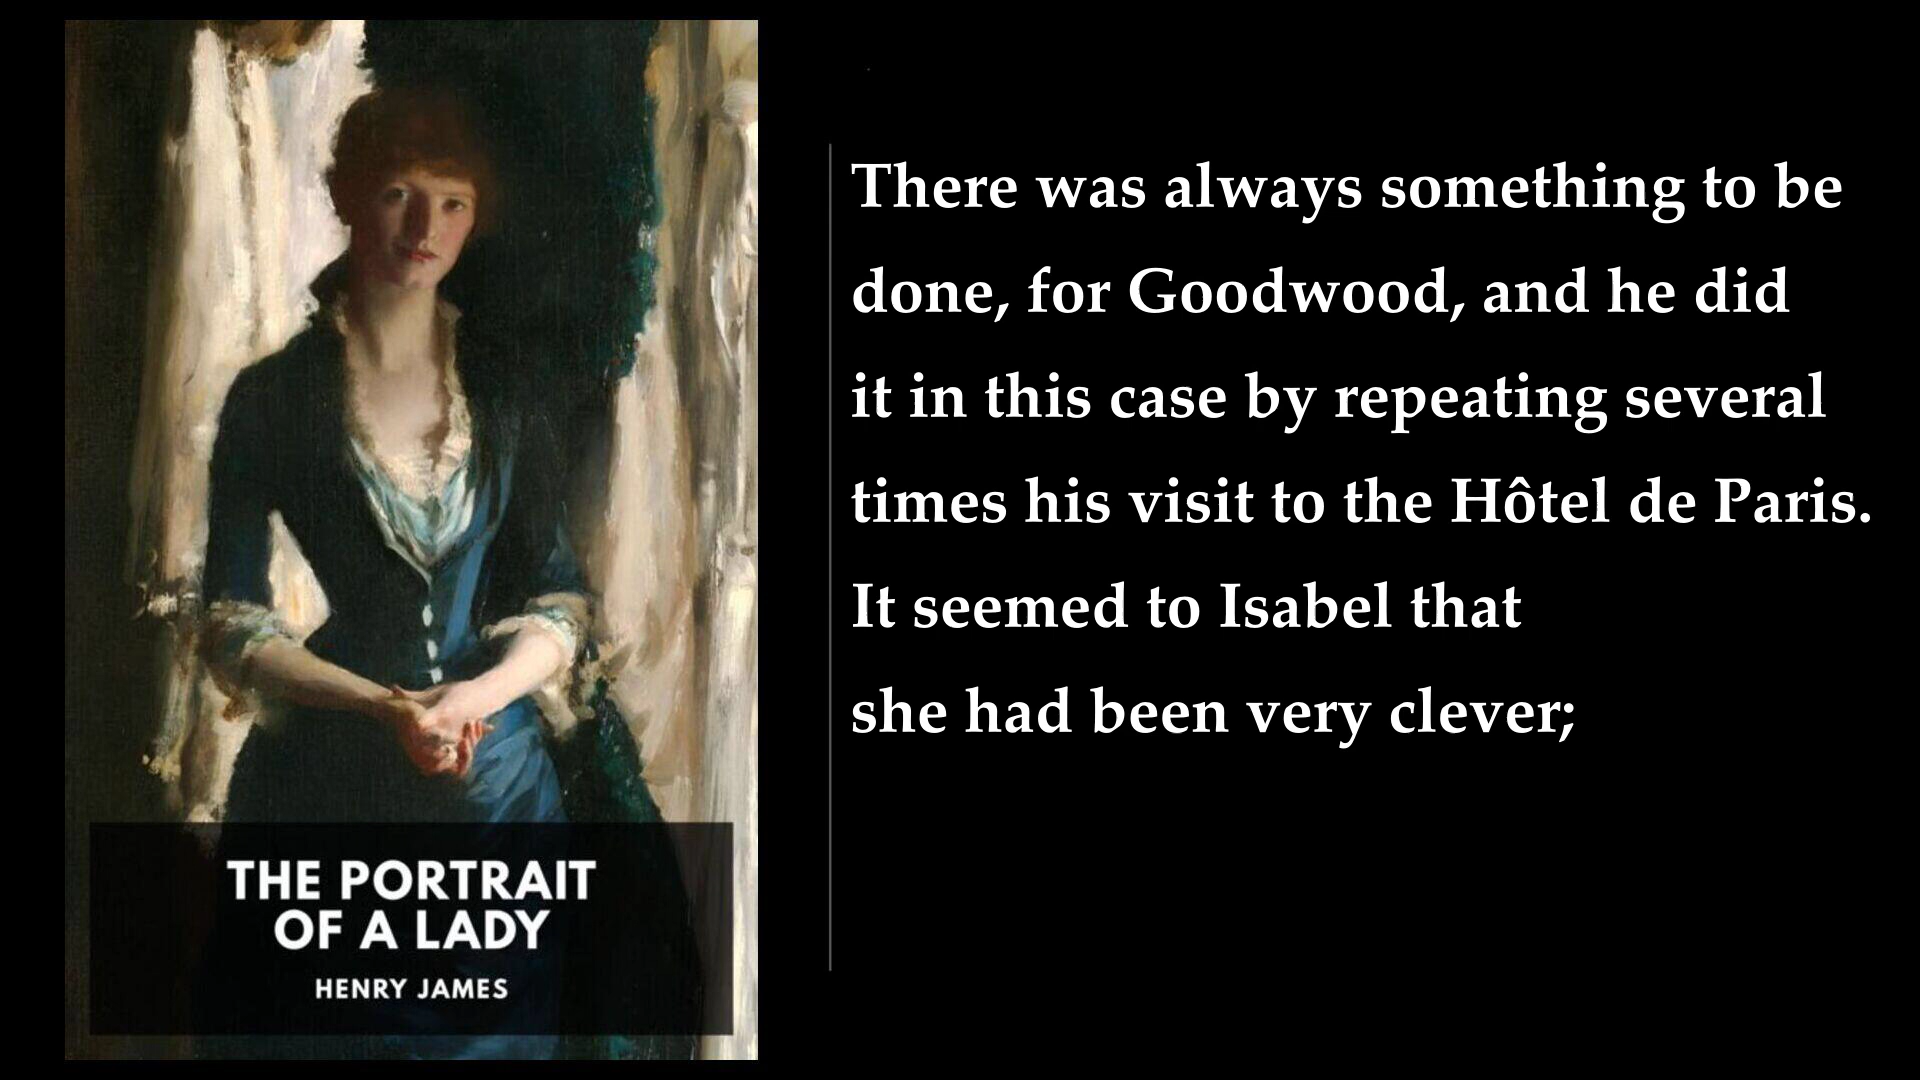 THE PORTRAIT
OF A LADY
HENRY JAMES
There was always something to be
done, for Goodwood, and he did
it in this case by repeating several
times his visit to the Hôtel de Paris.
It seemed to Isabel that
she had been very clever;